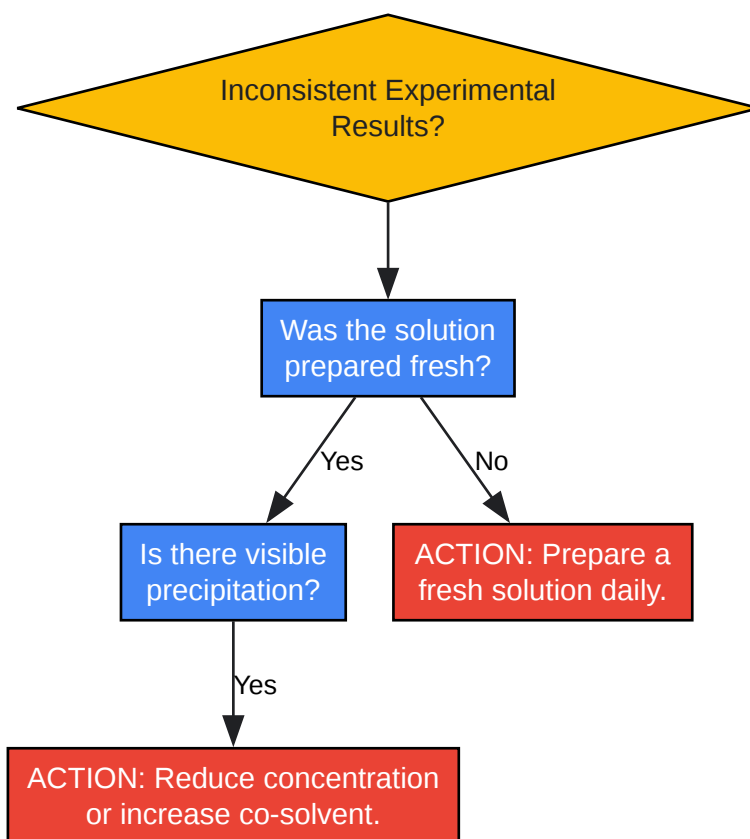 Inconsistent Experimental
Results?
Was the solution
prepared fresh?
Yes
No
Is there visible
precipitation?
ACTION: Prepare a
fresh solution daily.
Yes
ACTION: Reduce concentration
or increase co-solvent.